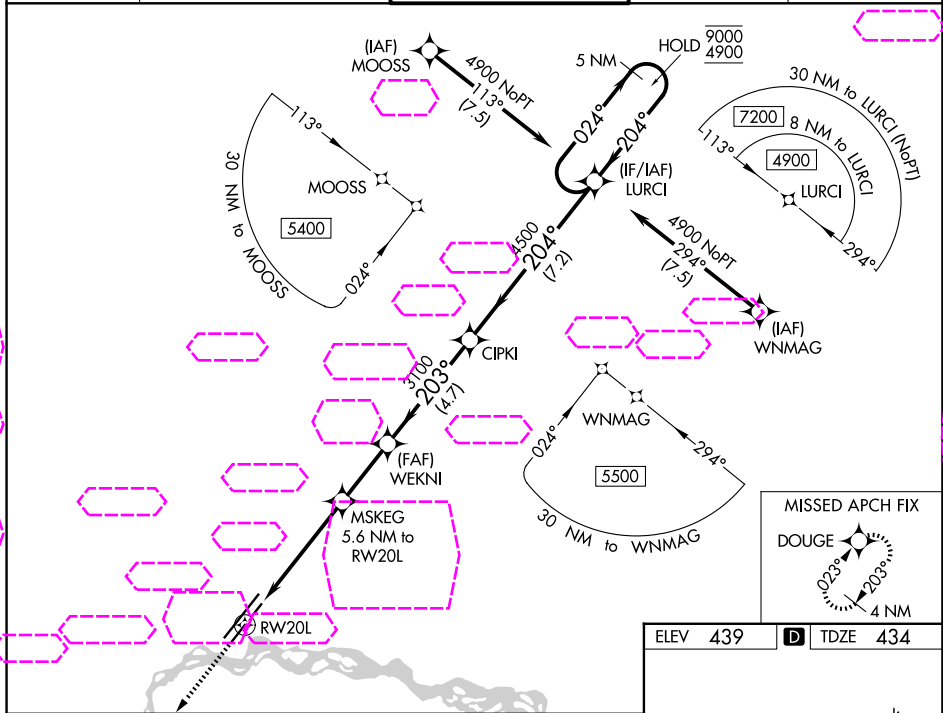 (IAF)
MOOSS
4900 NoPT
113°
(7.5)
5 NM
HOLD
9000
4900
024°
204°
(IF/IAF)
LURCI
30 NM to LURCI (NoPT)
7200
8 NM to LURCI
4900
113°
LURCI
294°
113°
MOOSS
5400
30 NM to MOOSS
024°
4500
204°
(7.2)
4900 NoPT
294°
(7.5)
(IAF)
WNMAG
CIPKI
3100
203°
(4.7)
WNMAG
024°
294°
5500
30 NM to WNMAG
(FAF)
WEKNI
MSKEG
5.6 NM to
RW20L
RW20L
MISSED APCH FIX
DOUGE
023°
203°
4 NM
ELEV 439 D TDZE 434